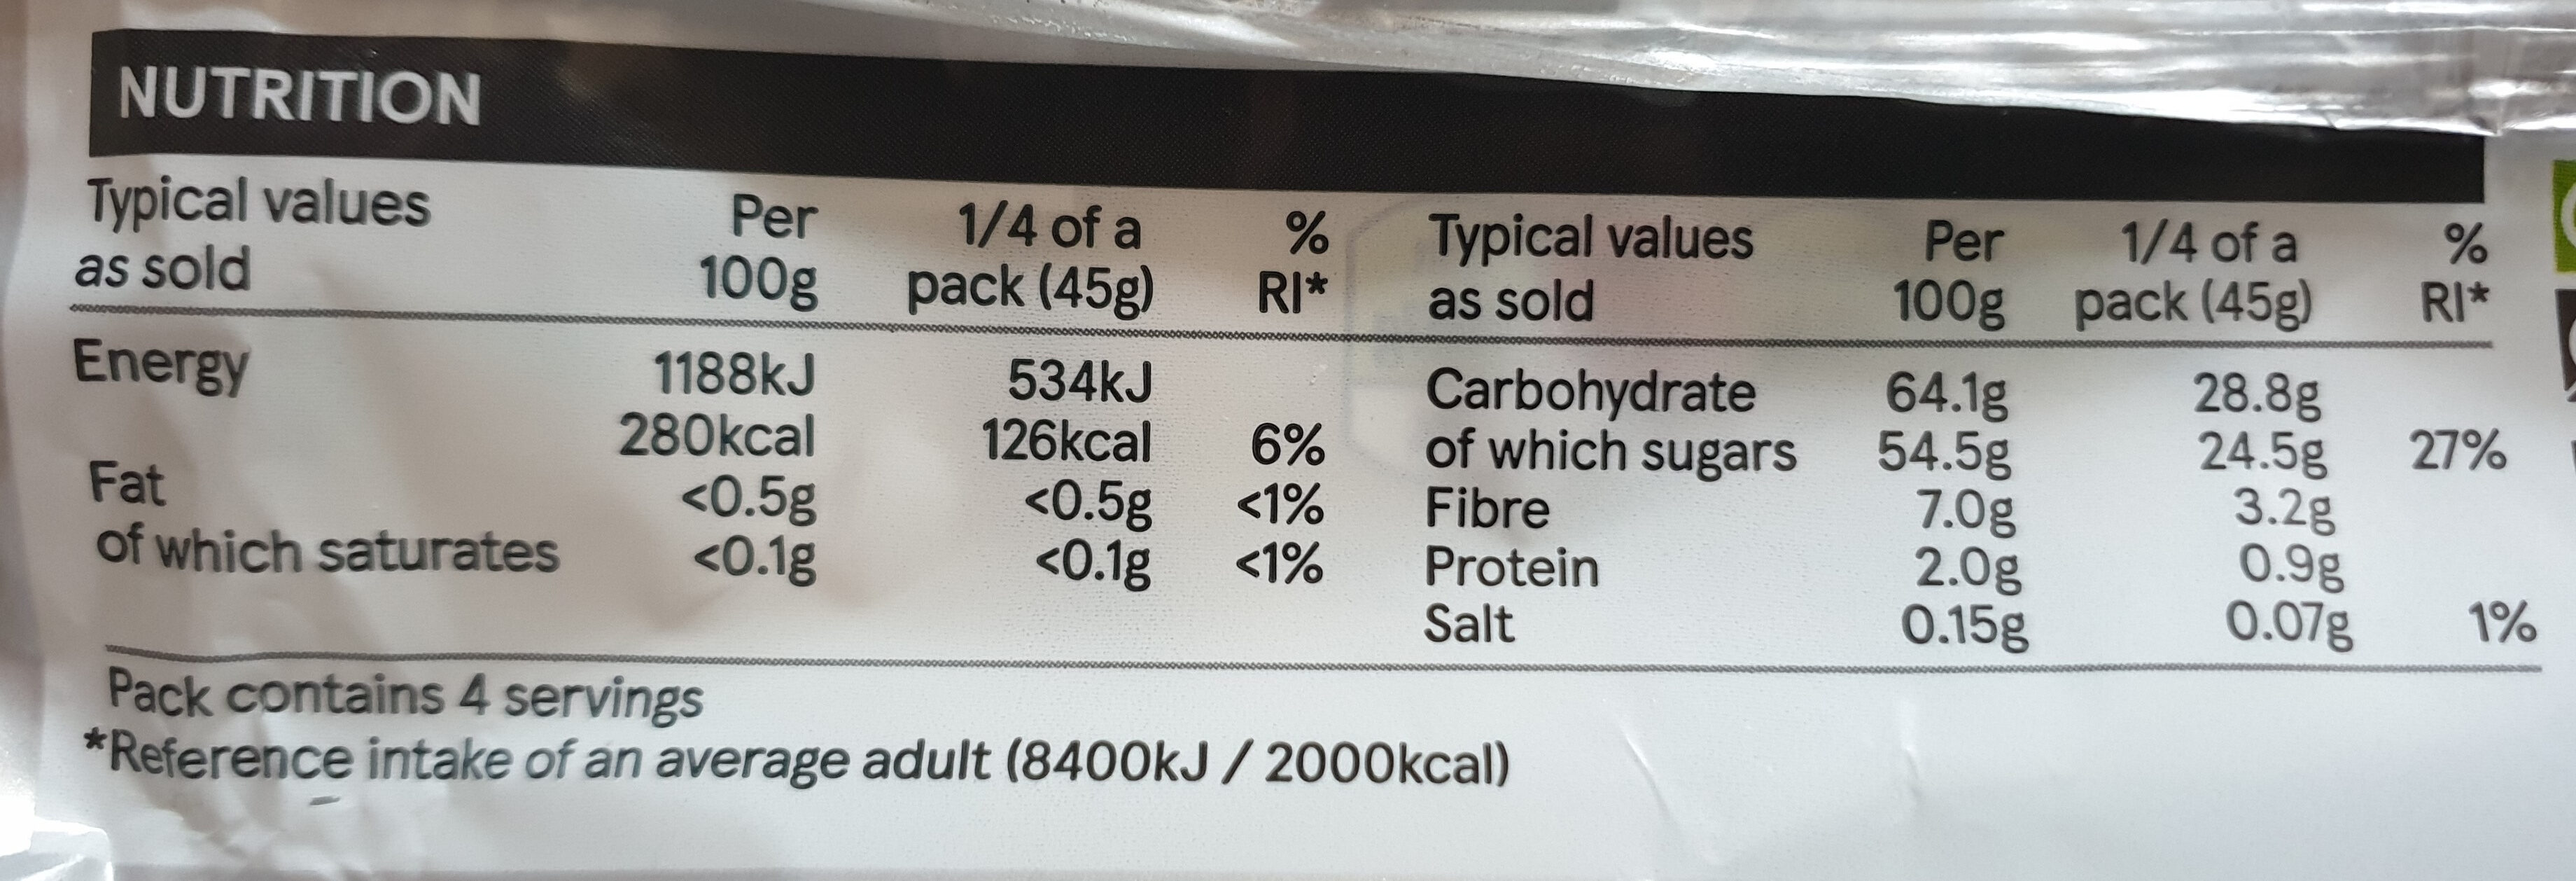 NUTRITION
Typical values Per 1/4 of a % Typical values Per 1/4 of a %
as sold 100g pack (45g) RI* as sold 100g pack (45g) RI*
Energy 1188kJ 534kJ Carbohydrate 64.1g 28.8g
280kcal 126kcal 6% of which sugars 54.5g 24.5g 27%
Fat <0.5g <0.5g <1% Fibre 7.0g 3.2g
of which saturates <0.1g <0.1g <1% Protein 2.0g 0.9g
Salt 0.15g 0.07g 1%
Pack contains 4 servings
*Reference intake of an average adult (8400kJ / 2000kcal)